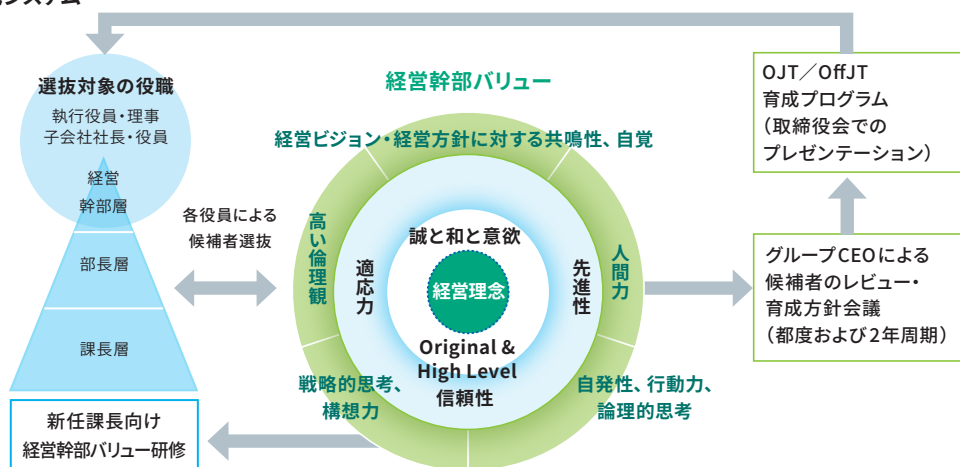 システム
選抜対象の役職
執行役員・理事
子会社社長・役員
経営
幹部層
部長層
課長層
新任課長向け
経営幹部バリュー研修
各役員による
候補者選抜
経営幹部バリュー
経営ビジョン・経営方針に対する共鳴性、自覚
高い倫理観
適応力
誠と和と意欲
経営理念
Original &
High Level
信頼性
先進性
人間力
戦略的思考、
構想力
自発性、行動力、
論理的思考
OJT／OffJT
育成プログラム
（取締役会での
プレゼンテーション）
グループCEOによる
候補者のレビュー・
育成方針会議
（都度および2年周期）